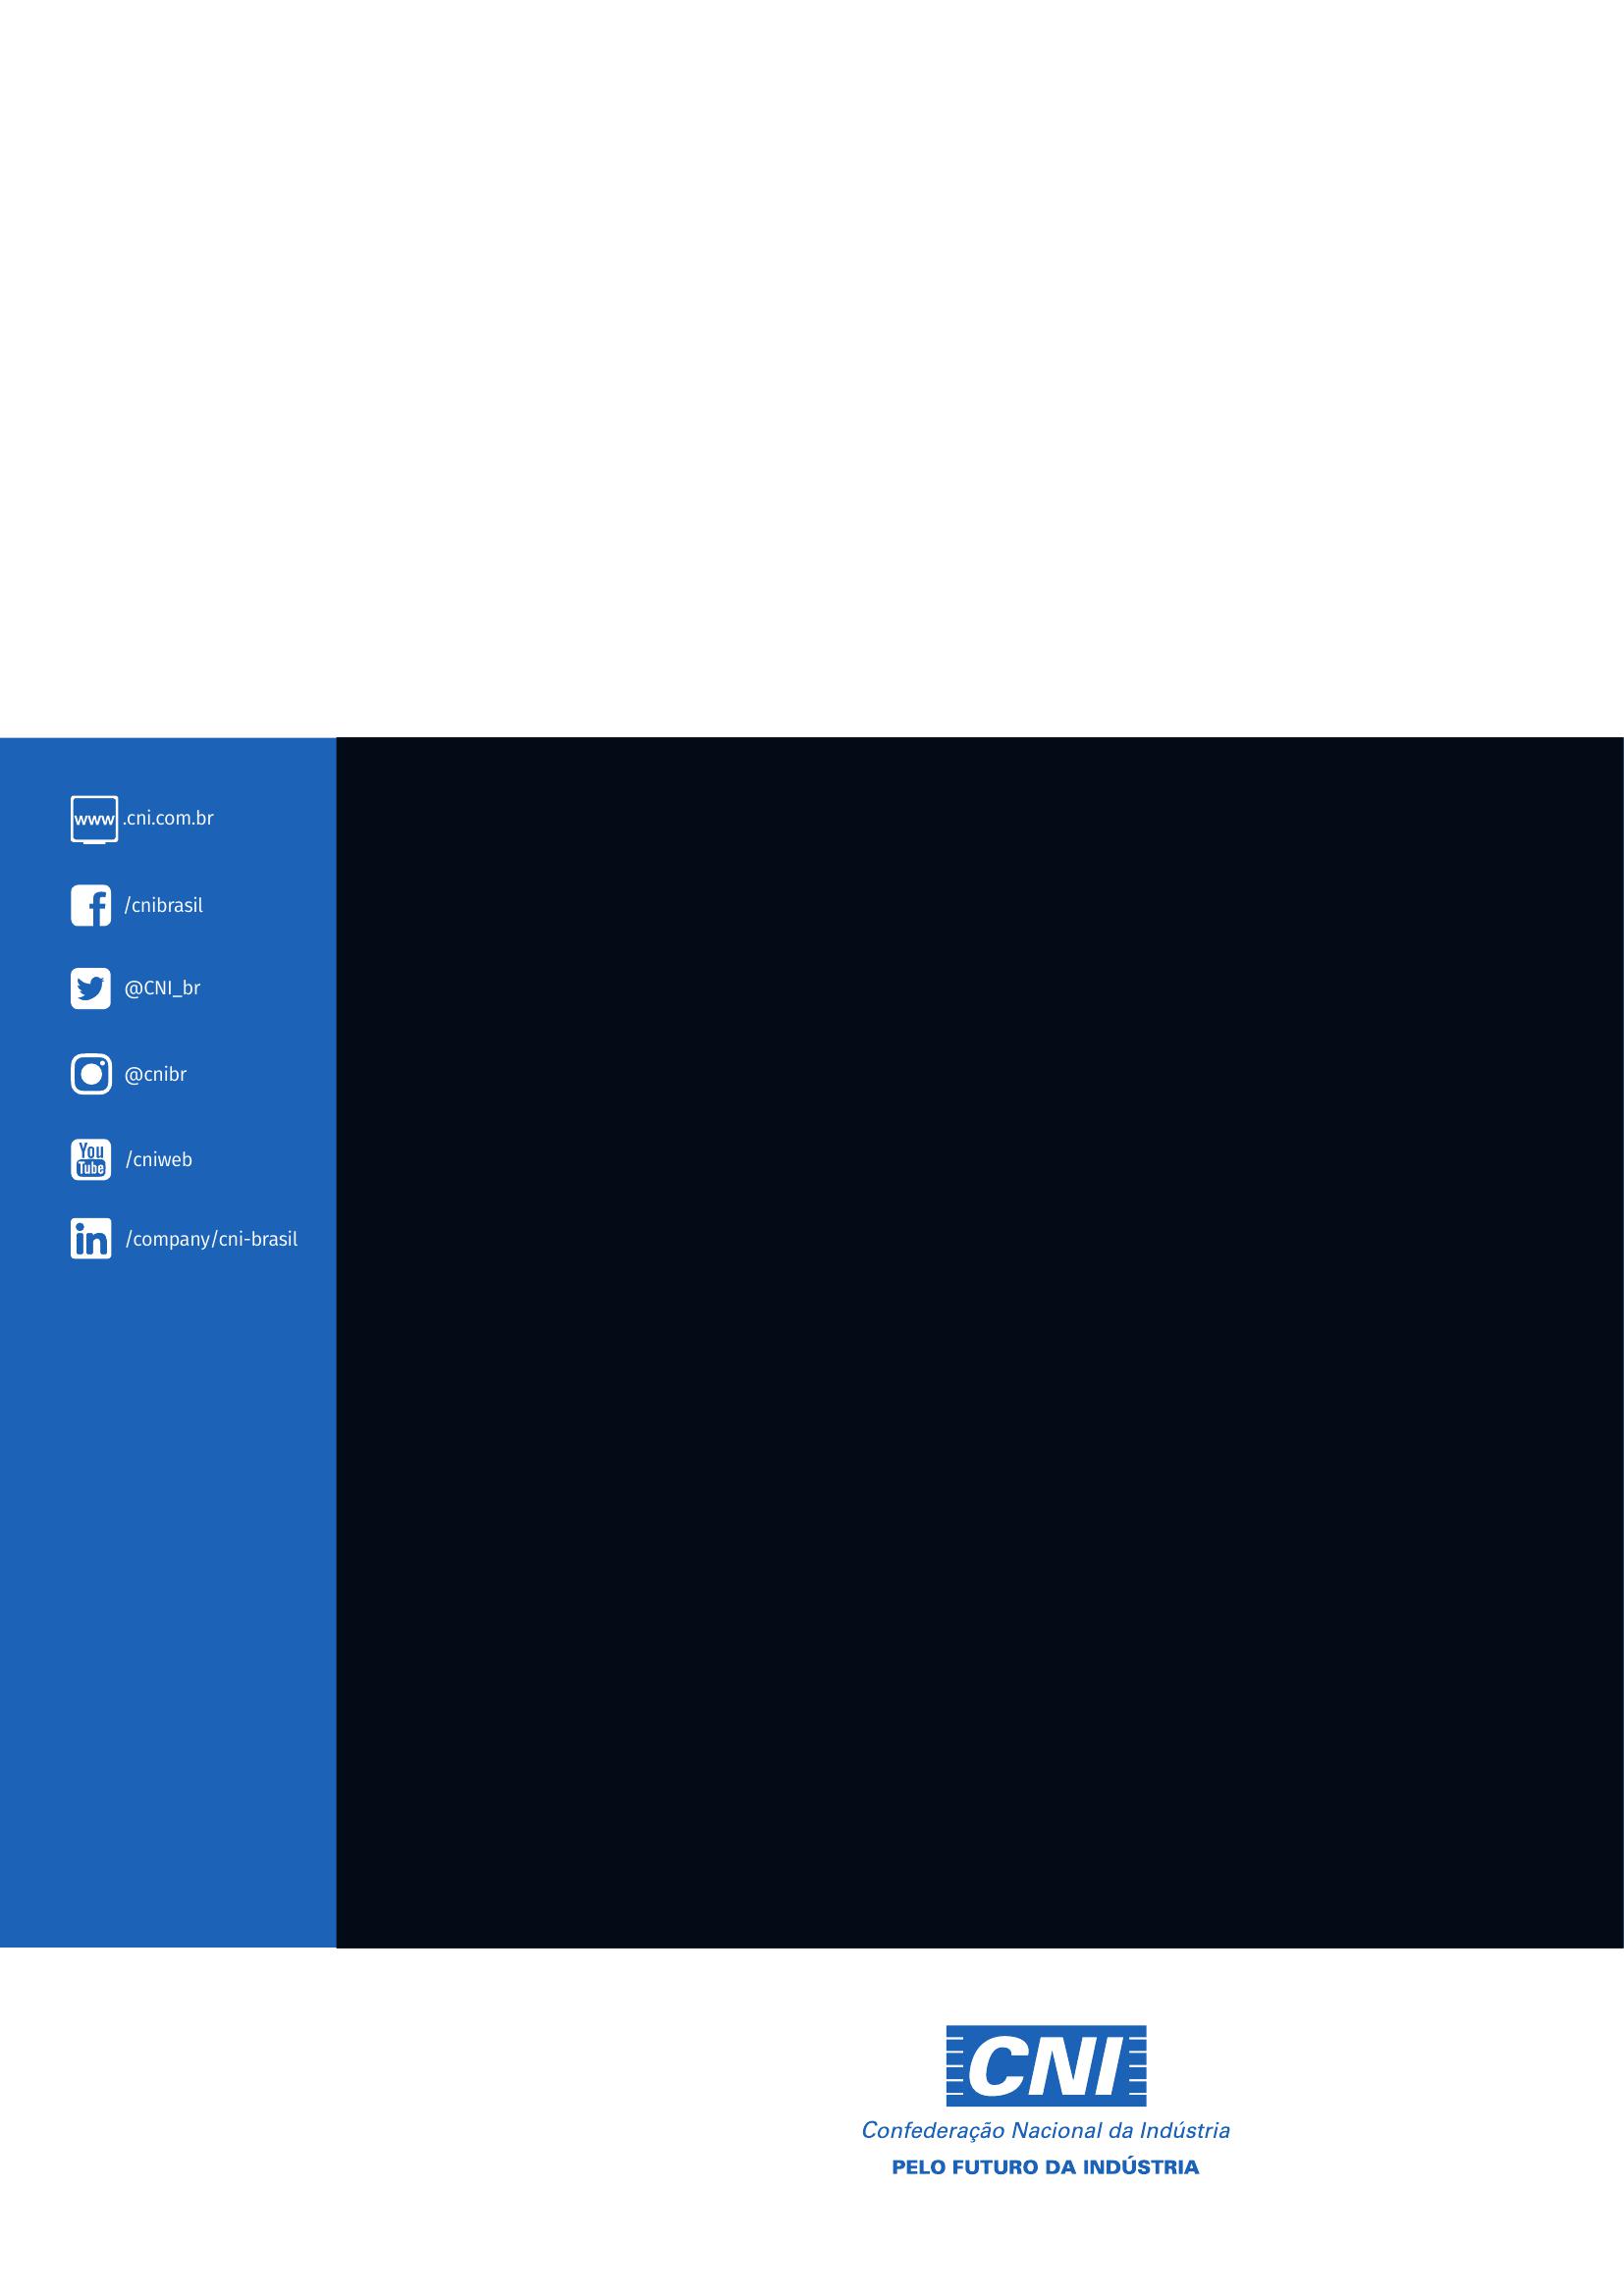 www .cni.com.br
/cnibrasil
@CNI_br
@cnibr
You
Tube
/cniweb
in /company/cni-brasil
CNI
Confederação Nacional da Indústria
PELO FUTURO DA INDÚSTRIA